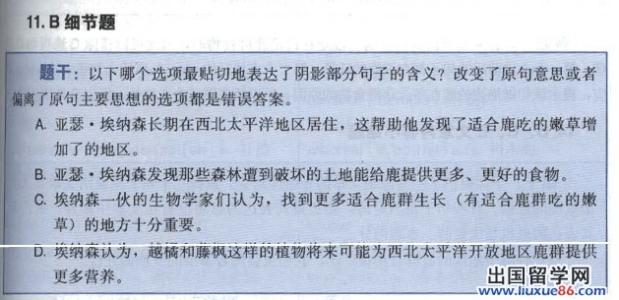 11. B 细节题
题干：以下哪个选项最贴切地表达了阴影部分句子的含义？改变了原句意思或者
偏离了原句主要思想的选项都是错误答案。
A. 亚瑟·埃纳森长期在西北太平洋地区居住，这帮助他发现了适合鹿吃的嫩草增
加了的地区。
B. 亚瑟·埃纳森发现那些森林遭到破坏的土地能给鹿提供更多、更好的食物。
C. 埃纳森一伙的生物学家们认为，找到更多适合鹿群生长（有适合鹿群吃的嫩
草）的地方十分重要。
D. 埃纳森认为，越橘和藤枫这样的植物将来可能为西北太平洋开放地区鹿群提供
更多营养。
出国留学网
www.liuxue86.com